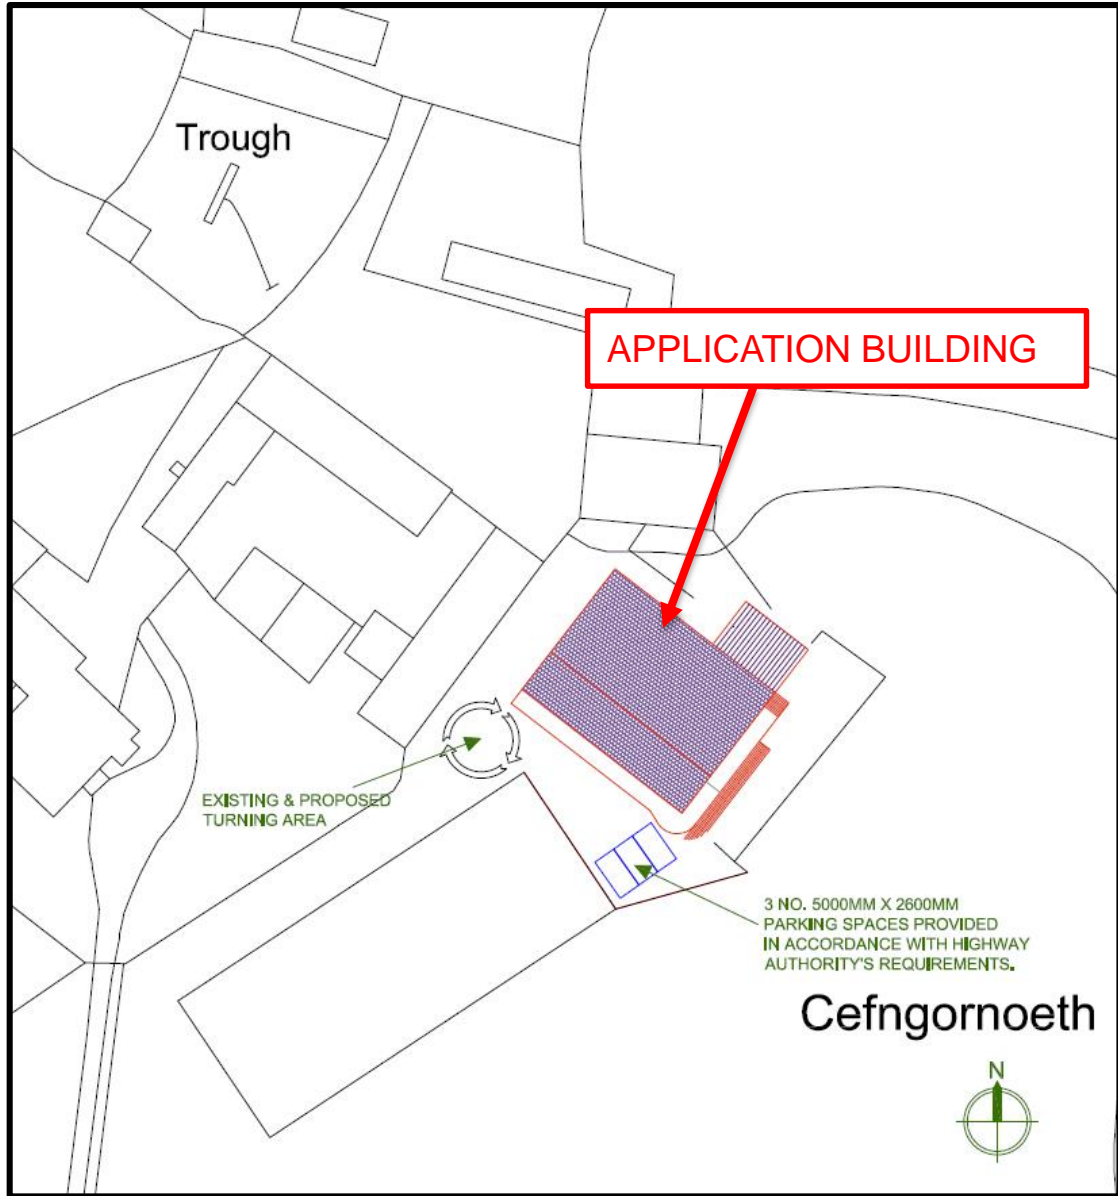 Trough
APPLICATION BUILDING
EXISTING & PROPOSED
TURNING AREA
3 NO. 5000MM X 2600MM
PARKING SPACES PROVIDED
IN ACCORDANCE WITH HIGHWAY
AUTHORITY'S REQUIREMENTS.
Cefngornoeth
N